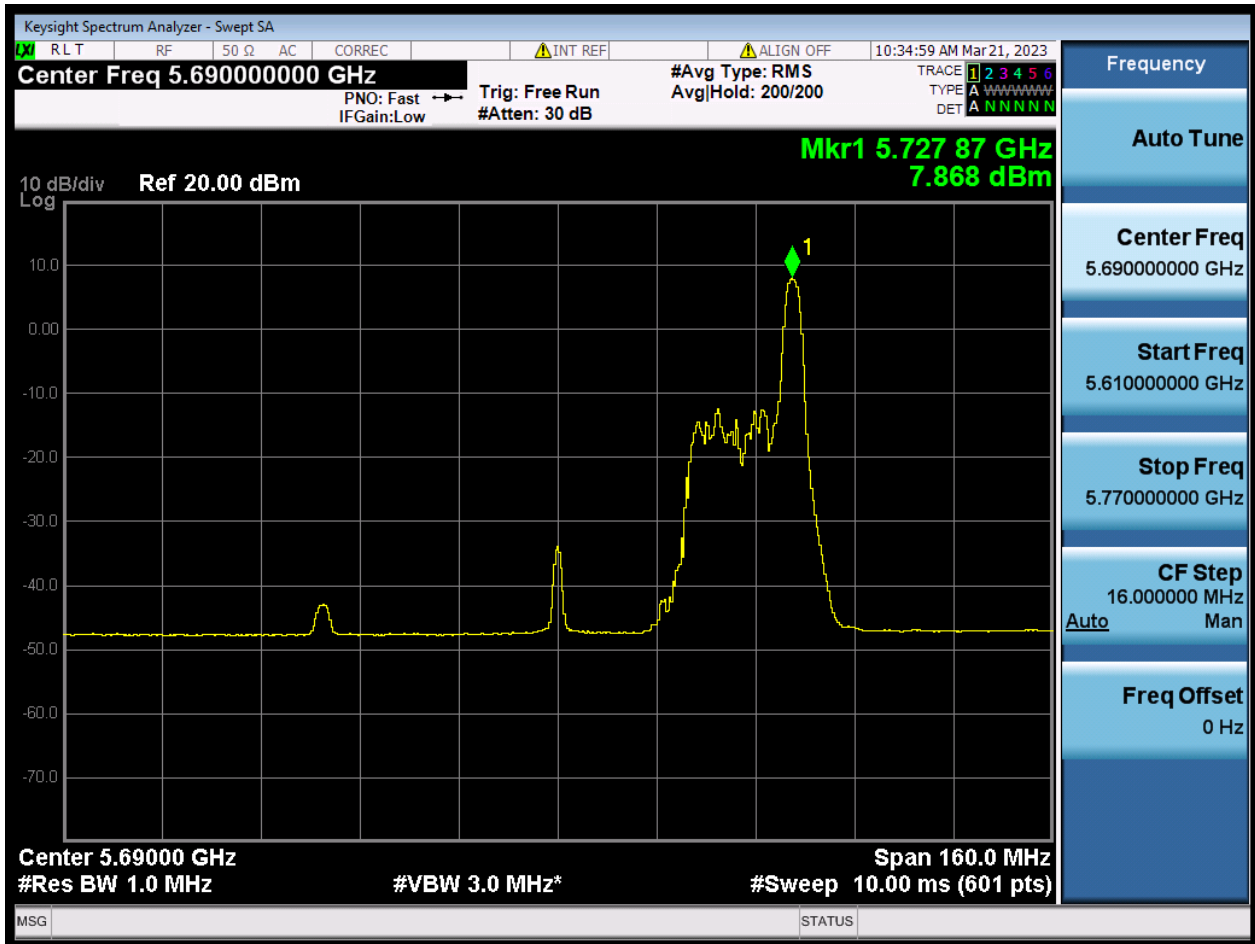 Keysight Spectrum Analyzer - Swept SA
LXI RLT RF 50 Ω AC CORREC INT REF ALIGN OFF 10:34:59 AM Mar 21, 2023
Center Freq 5.690000000 GHz
PNO: Fast
IFGain:Low
Trig: Free Run
#Atten: 30 dB
#Avg Type: RMS
Avg|Hold: 200/200
TRACE 1 2 3 4 5 6
TYPE A WWWWW
DET A N N N N N
Mkr1 5.727 87 GHz
7.868 dBm
10 dB/div Ref 20.00 dBm
Log
10.0
0.00
-10.0
-20.0
-30.0
-40.0
-50.0
-60.0
-70.0
1
Center 5.69000 GHz Span 160.0 MHz
#Res BW 1.0 MHz #VBW 3.0 MHz* #Sweep 10.00 ms (601 pts)
MSG STATUS
Frequency
Auto Tune
Center Freq
5.690000000 GHz
Start Freq
5.610000000 GHz
Stop Freq
5.770000000 GHz
CF Step
16.000000 MHz
Auto Man
Freq Offset
0 Hz